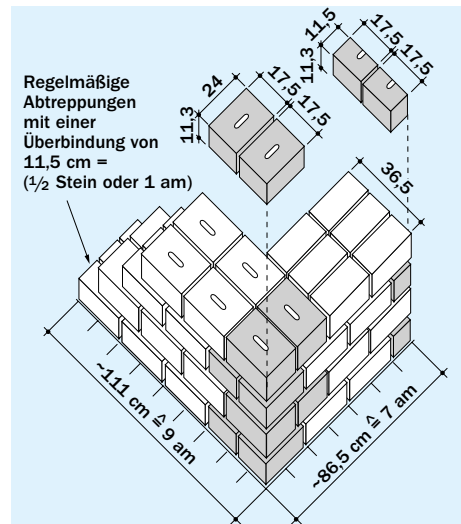 11,5
17,5
17,5
11,3
24
17,5
17,5
11,3
Regelmäßige
Abtreppungen
mit einer
Überbindung von
11,5 cm =
(½ Stein oder 1 am)
36,5
~111 cm ≙ 9 am
~86,5 cm ≙ 7 am